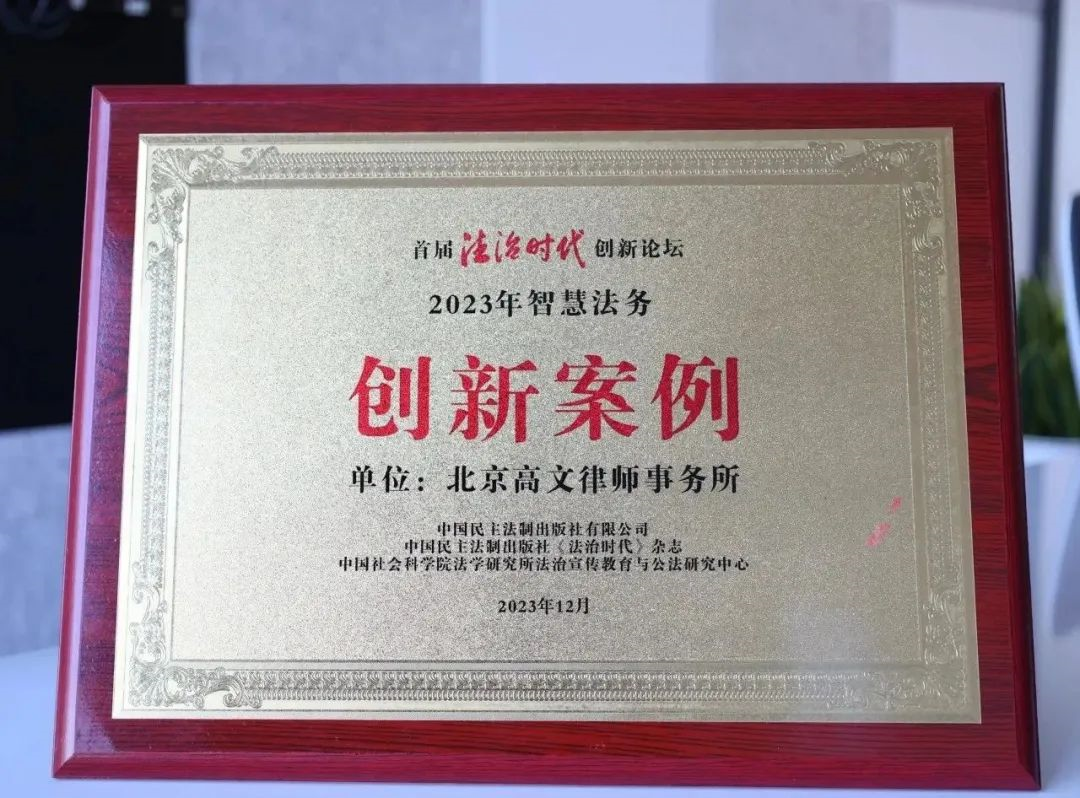 首届法治时代创新论坛
2023年智慧法务
创新案例
单位：北京高文律师事务所
中国民主法制出版社有限公司
中国民主法制出版社《法治时代》杂志
中国社会科学院法学研究所法治宣传教育与公法研究中心
2023年12月